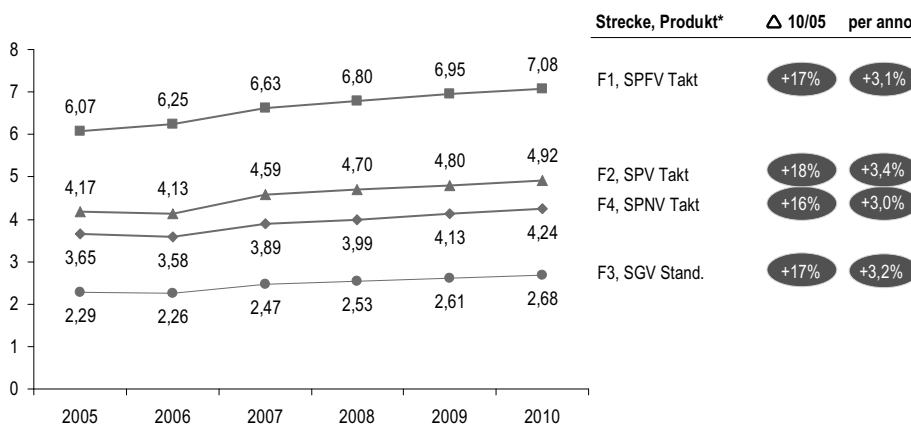 Strecke, Produkt* △ 10/05 per anno
8
7
6
5
4
3
2
1
0
6,07 6,25 6,63 6,80 6,95 7,08
4,17 4,13 4,59 4,70 4,80 4,92
3,65 3,58 3,89 3,99 4,13 4,24
2,29 2,26 2,47 2,53 2,61 2,68
2005 2006 2007 2008 2009 2010
F1, SPFV Takt +17% +3,1%
F2, SPV Takt +18% +3,4%
F4, SPNV Takt +16% +3,0%
F3, SGV Stand. +17% +3,2%